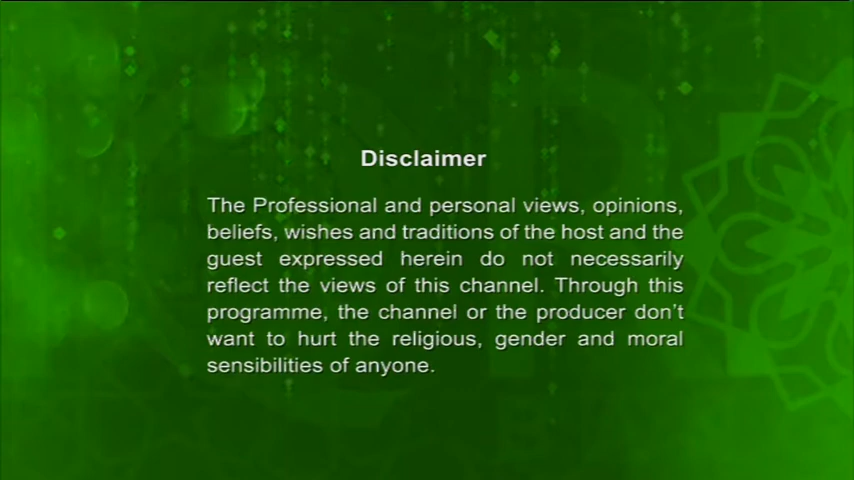 Disclaimer
The Professional and personal views, opinions,
beliefs, wishes and traditions of the host and the
guest expressed herein do not necessarily
reflect the views of this channel. Through this
programme, the channel or the producer don't
want to hurt the religious, gender and moral
sensibilities of anyone.